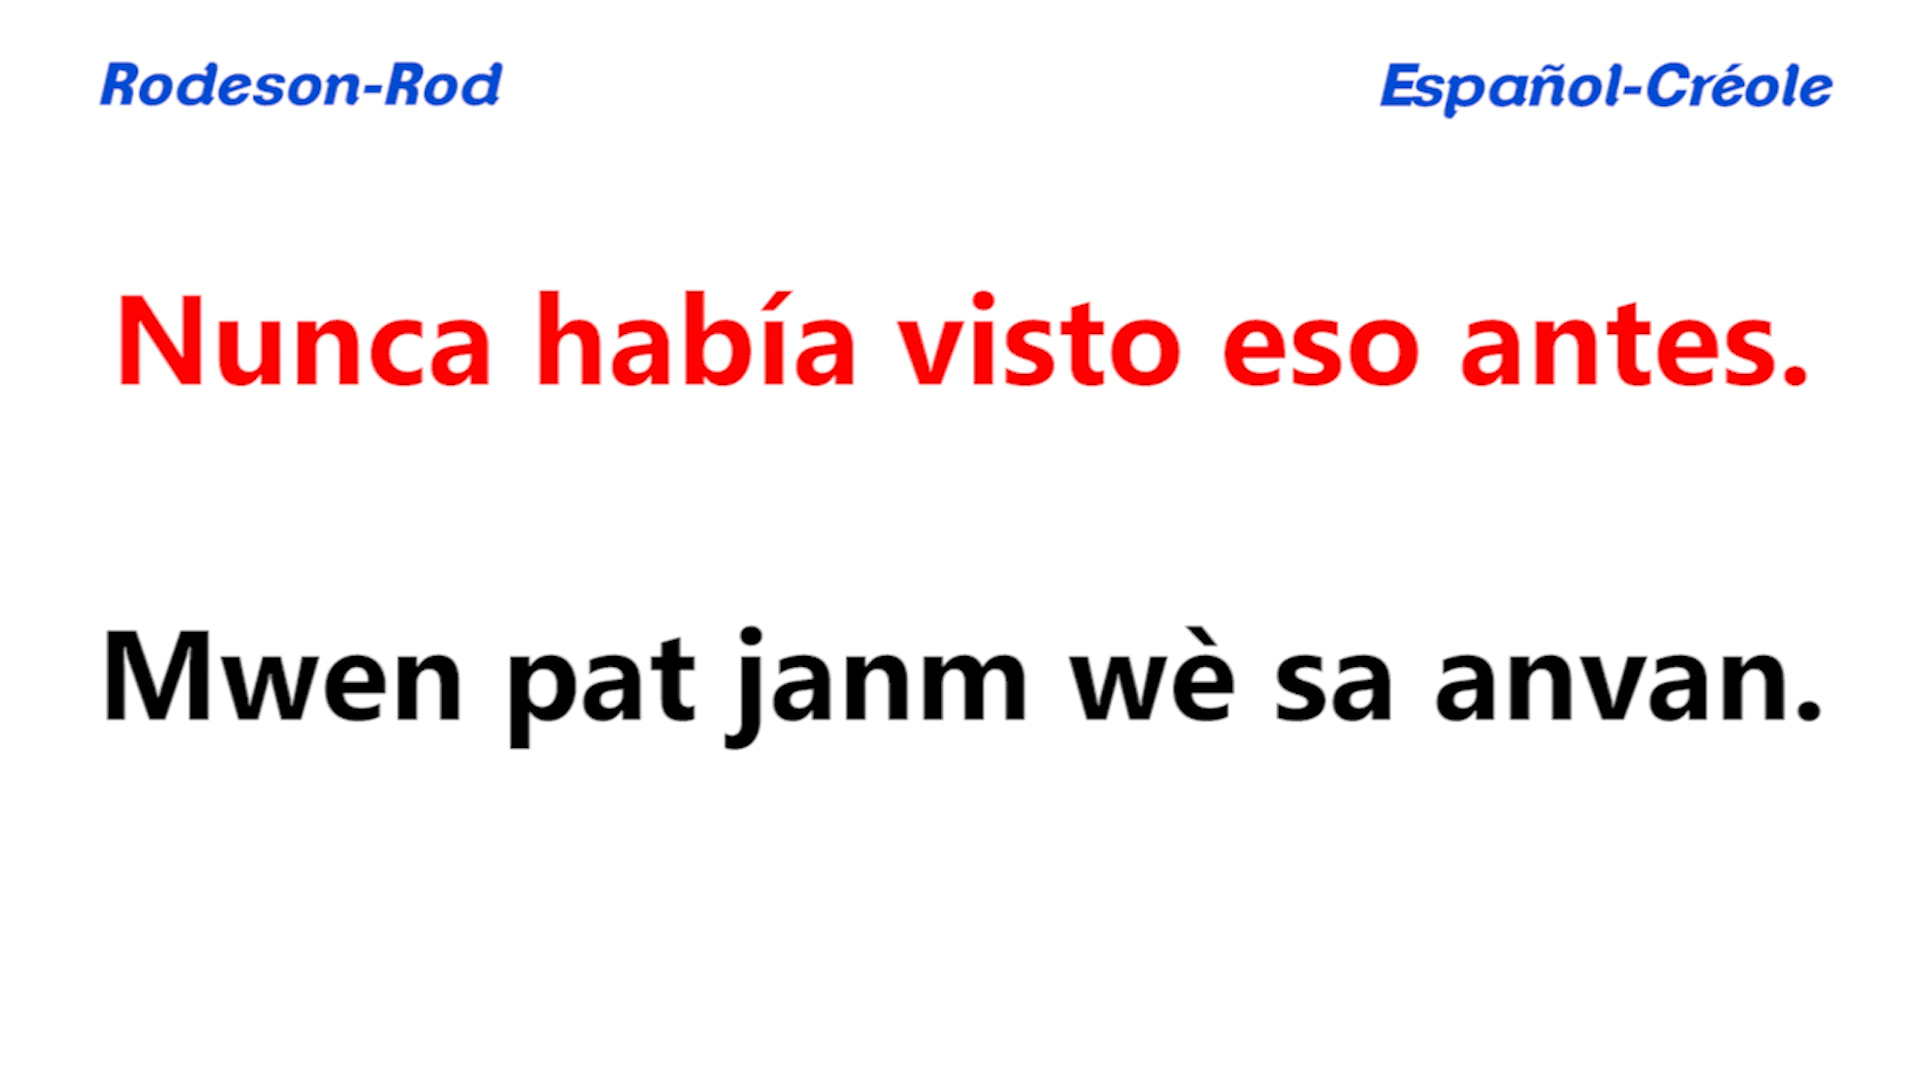 Rodeson-Rod
Español-Créole
Nunca había visto eso antes.
Mwen pat janm wè sa anvan.